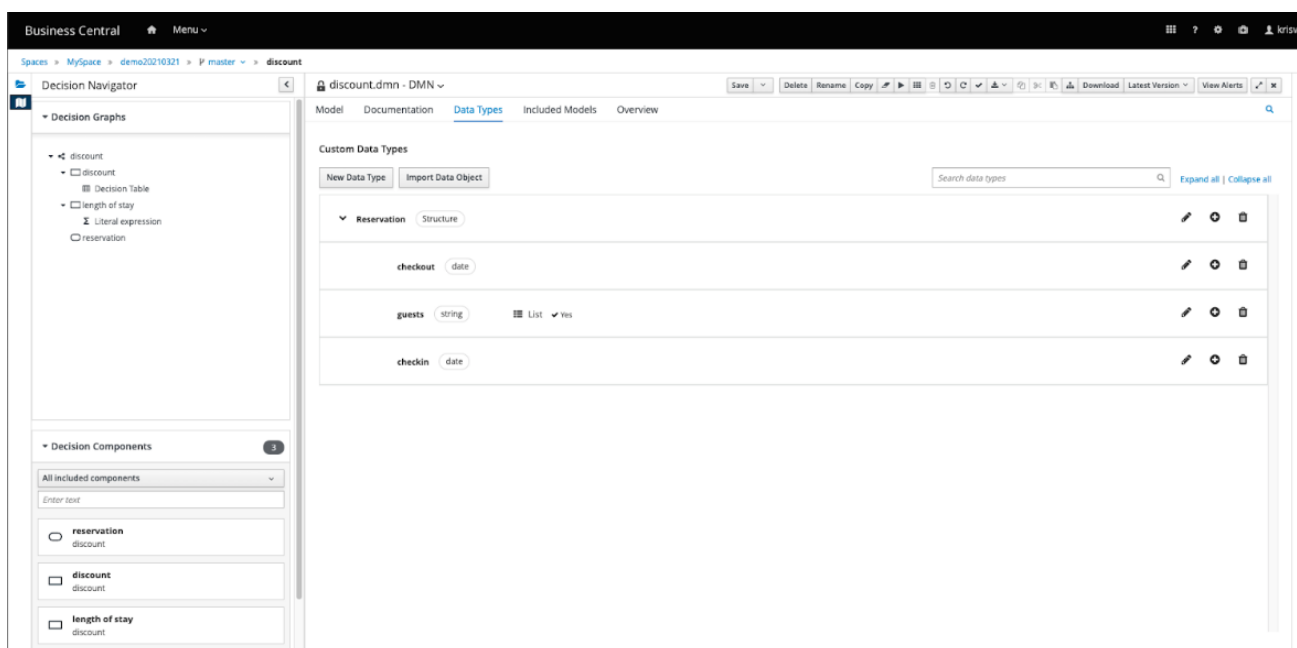 Business Central Menu ? krisv
Spaces » MySpace » demo20210321 » master » discount
Decision Navigator
Decision Graphs
discount
discount
Decision Table
length of stay
Σ Literal expression
reservation
Decision Components 3
All included components
Enter text
reservation
discount
discount
discount
length of stay
discount
discount.dmn - DMN
Save Delete Rename Copy Download Latest Version View Alerts
Model Documentation Data Types Included Models Overview
Custom Data Types
New Data Type Import Data Object Search data types Expand all | Collapse all
Reservation Structure
checkout date
guests string List Yes
checkin date